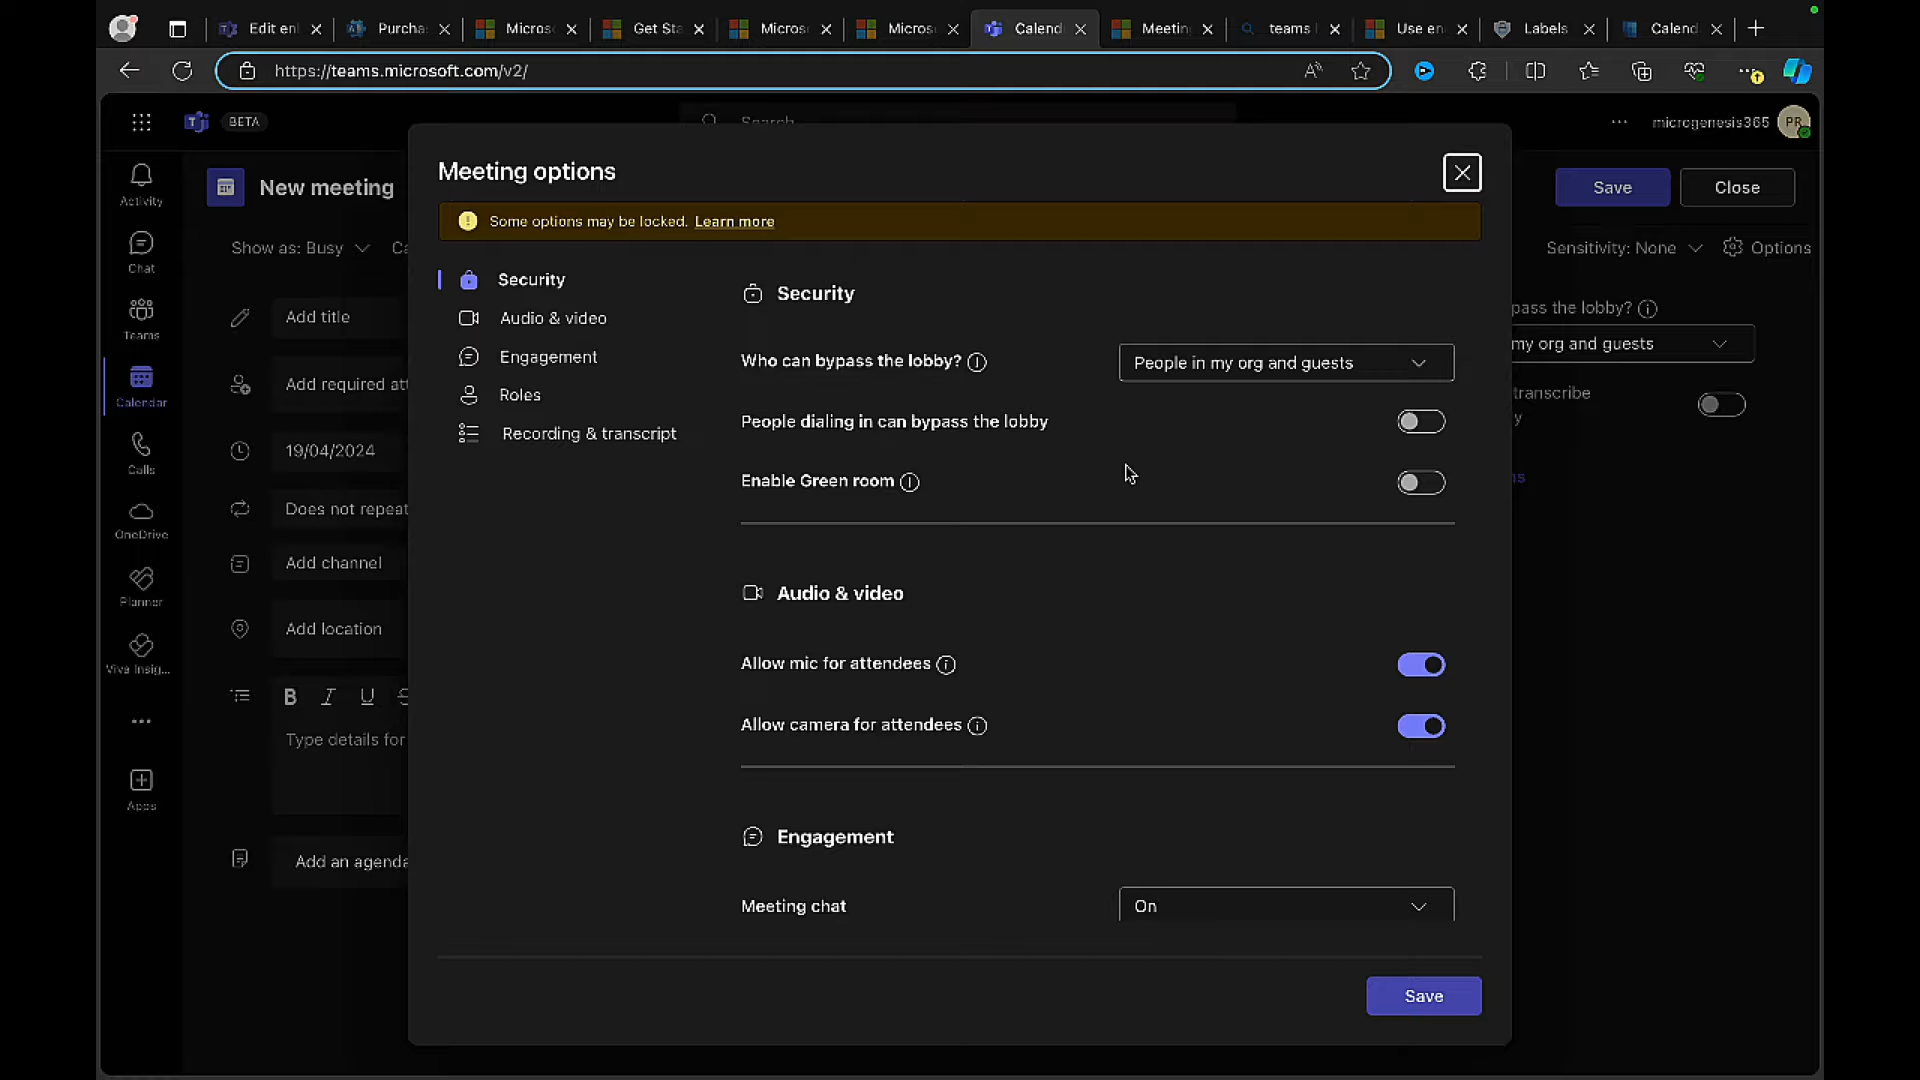 Edit en
Purcha
Micros
Get Sta
Micros
Micros
Calend
Meeting
teams
Use en
Labels
Calend
https://teams.microsoft.com/v2/
BETA
Search
microgenesis365 PR
Activity
Chat
Teams
Calendar
Calls
OneDrive
Planner
Viva Insig...
Apps
New meeting
Save
Close
Show as: Busy
Ca
Sensitivity: None
Options
Add title
Add required att
19/04/2024
Does not repeat
Add channel
Add location
B I U S
Type details for
Add an agenda
pass the lobby?
my org and guests
transcribe
y
ns
Meeting options
Some options may be locked. Learn more
Security
Audio & video
Engagement
Roles
Recording & transcript
Security
Who can bypass the lobby?
People in my org and guests
People dialing in can bypass the lobby
Enable Green room
Audio & video
Allow mic for attendees
Allow camera for attendees
Engagement
Meeting chat
On
Save